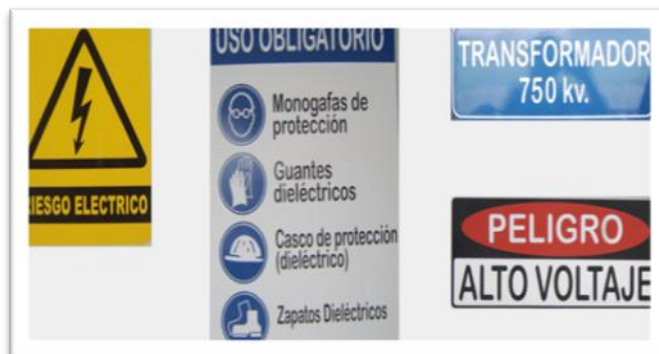 RIESGO ELECTRICO
USO OBLIGATORIO
Monogafas de
protección
Guantes
dieléctricos
Casco de protección
(dieléctrico)
Zapatos Dieléctricos
TRANSFORMADOR
750 kv.
PELIGRO
ALTO VOLTAJE